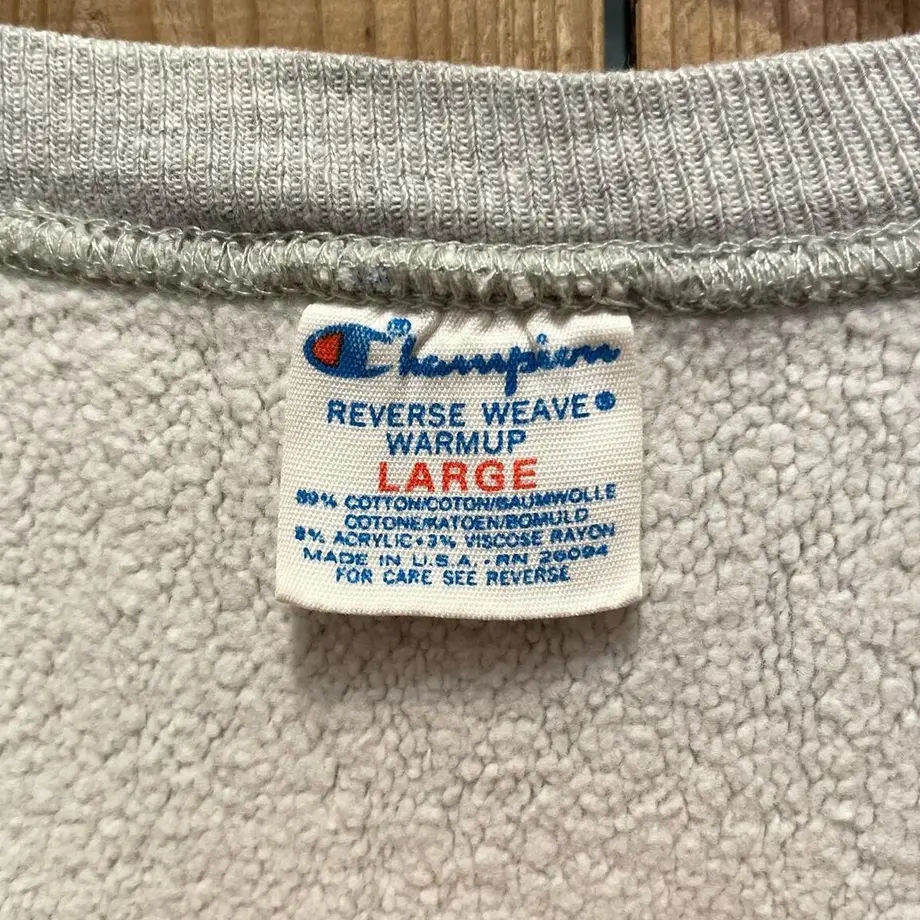 Champion®
REVERSE WEAVE®
WARMUP
LARGE
89% COTTON/COTON/BAUMWOLLE
COTONE/KATOEN/BOMULD
8% ACRYLIC•3% VISCOSE RAYON
MADE IN U.S.A.-RN 26094
FOR CARE SEE REVERSE